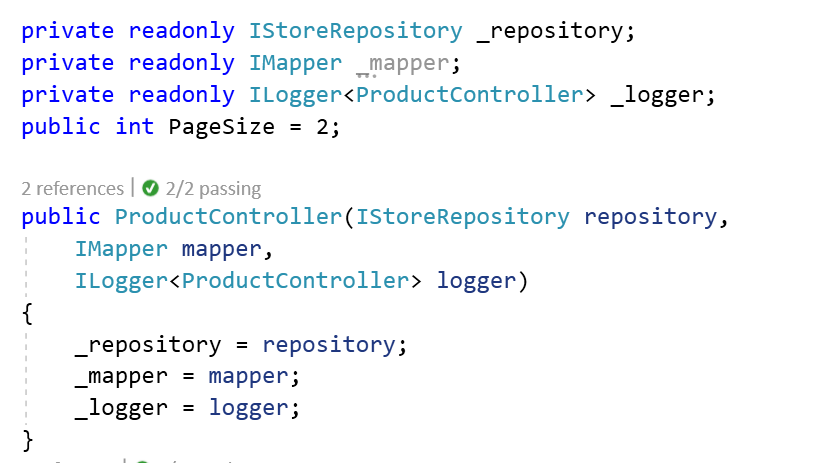 private readonly IStoreRepository _repository;
private readonly IMapper _mapper;
private readonly ILogger<ProductController> _logger;
public int PageSize = 2;
2 references | 2/2 passing
public ProductController(IStoreRepository repository,
IMapper mapper,
ILogger<ProductController> logger)
{
_repository = repository;
_mapper = mapper;
_logger = logger;
}